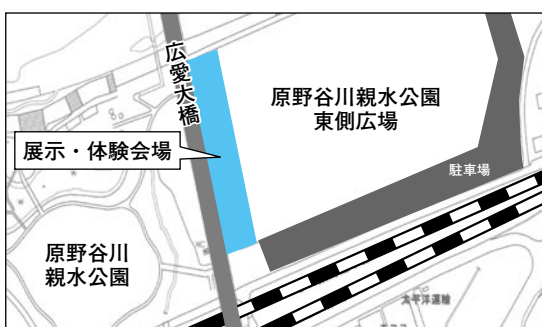 広愛大橋
原野谷川親水公園
東側広場
展示・体験会場
駐車場
原野谷川
親水公園
太平洋運輸